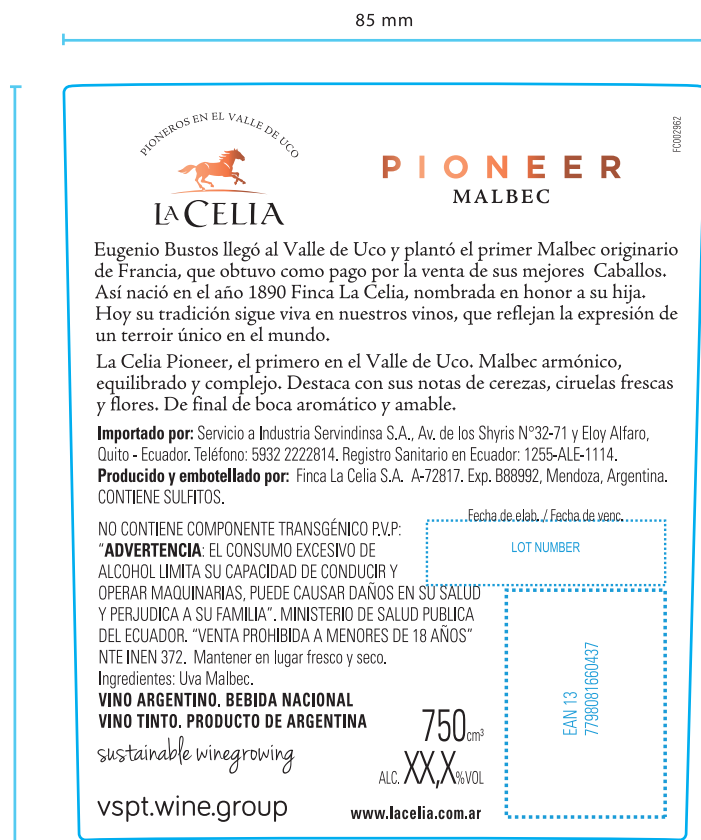 85 mm
PIONEROS EN EL VALLE DE UCO
LA CELIA
PIONEER
MALBEC
FC002962
Eugenio Bustos llegó al Valle de Uco y plantó el primer Malbec originario
de Francia, que obtuvo como pago por la venta de sus mejores Caballos.
Así nació en el año 1890 Finca La Celia, nombrada en honor a su hija.
Hoy su tradición sigue viva en nuestros vinos, que reflejan la expresión de
un terroir único en el mundo.
La Celia Pioneer, el primero en el Valle de Uco. Malbec armónico,
equilibrado y complejo. Destaca con sus notas de cerezas, ciruelas frescas
y flores. De final de boca aromático y amable.
Importado por: Servicio a Industria Servindinsa S.A., Av. de los Shyris N°32-71 y Eloy Alfaro,
Quito - Ecuador. Teléfono: 5932 2222814. Registro Sanitario en Ecuador: 1255-ALE-1114.
Producido y embotellado por: Finca La Celia S.A. A-72817. Exp. B88992, Mendoza, Argentina.
CONTIENE SULFITOS.
Fecha de elab. / Fecha de venc.
LOT NUMBER
NO CONTIENE COMPONENTE TRANSGÉNICO P.V.P:
"ADVERTENCIA: EL CONSUMO EXCESIVO DE
ALCOHOL LIMITA SU CAPACIDAD DE CONDUCIR Y
OPERAR MAQUINARIAS, PUEDE CAUSAR DAÑOS EN SU SALUD
Y PERJUDICA A SU FAMILIA". MINISTERIO DE SALUD PUBLICA
DEL ECUADOR. "VENTA PROHIBIDA A MENORES DE 18 AÑOS"
NTE INEN 372. Mantener en lugar fresco y seco.
Ingredientes: Uva Malbec.
VINO ARGENTINO. BEBIDA NACIONAL
VINO TINTO. PRODUCTO DE ARGENTINA
sustainable winegrowing
vspt.wine.group
750 cm³
ALC. XX,X %VOL
www.lacelia.com.ar
EAN 13
7798081660437